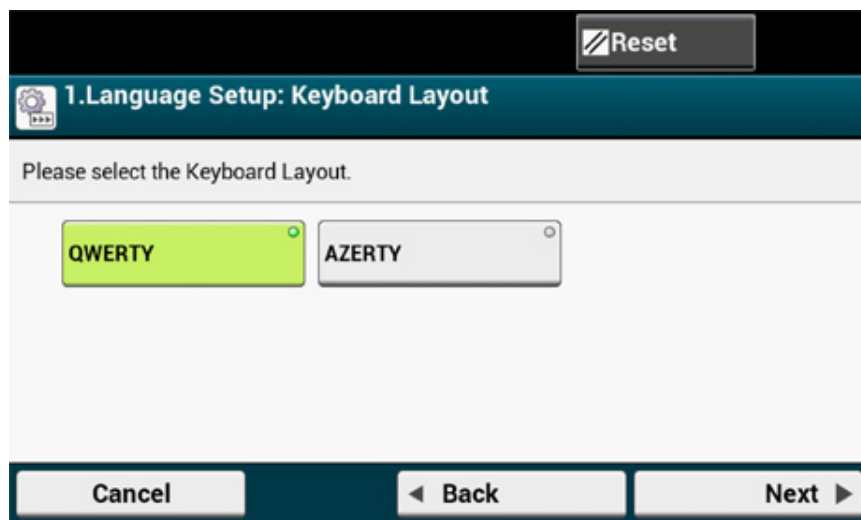 Reset
1.Language Setup: Keyboard Layout
Please select the Keyboard Layout.
QWERTY
AZERTY
Cancel
Back
Next